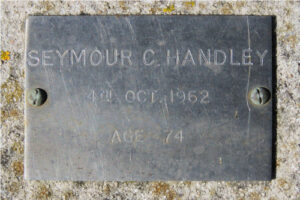 SEYMOUR C. HANDLEY
4TH OCT. 1962
AGE 74